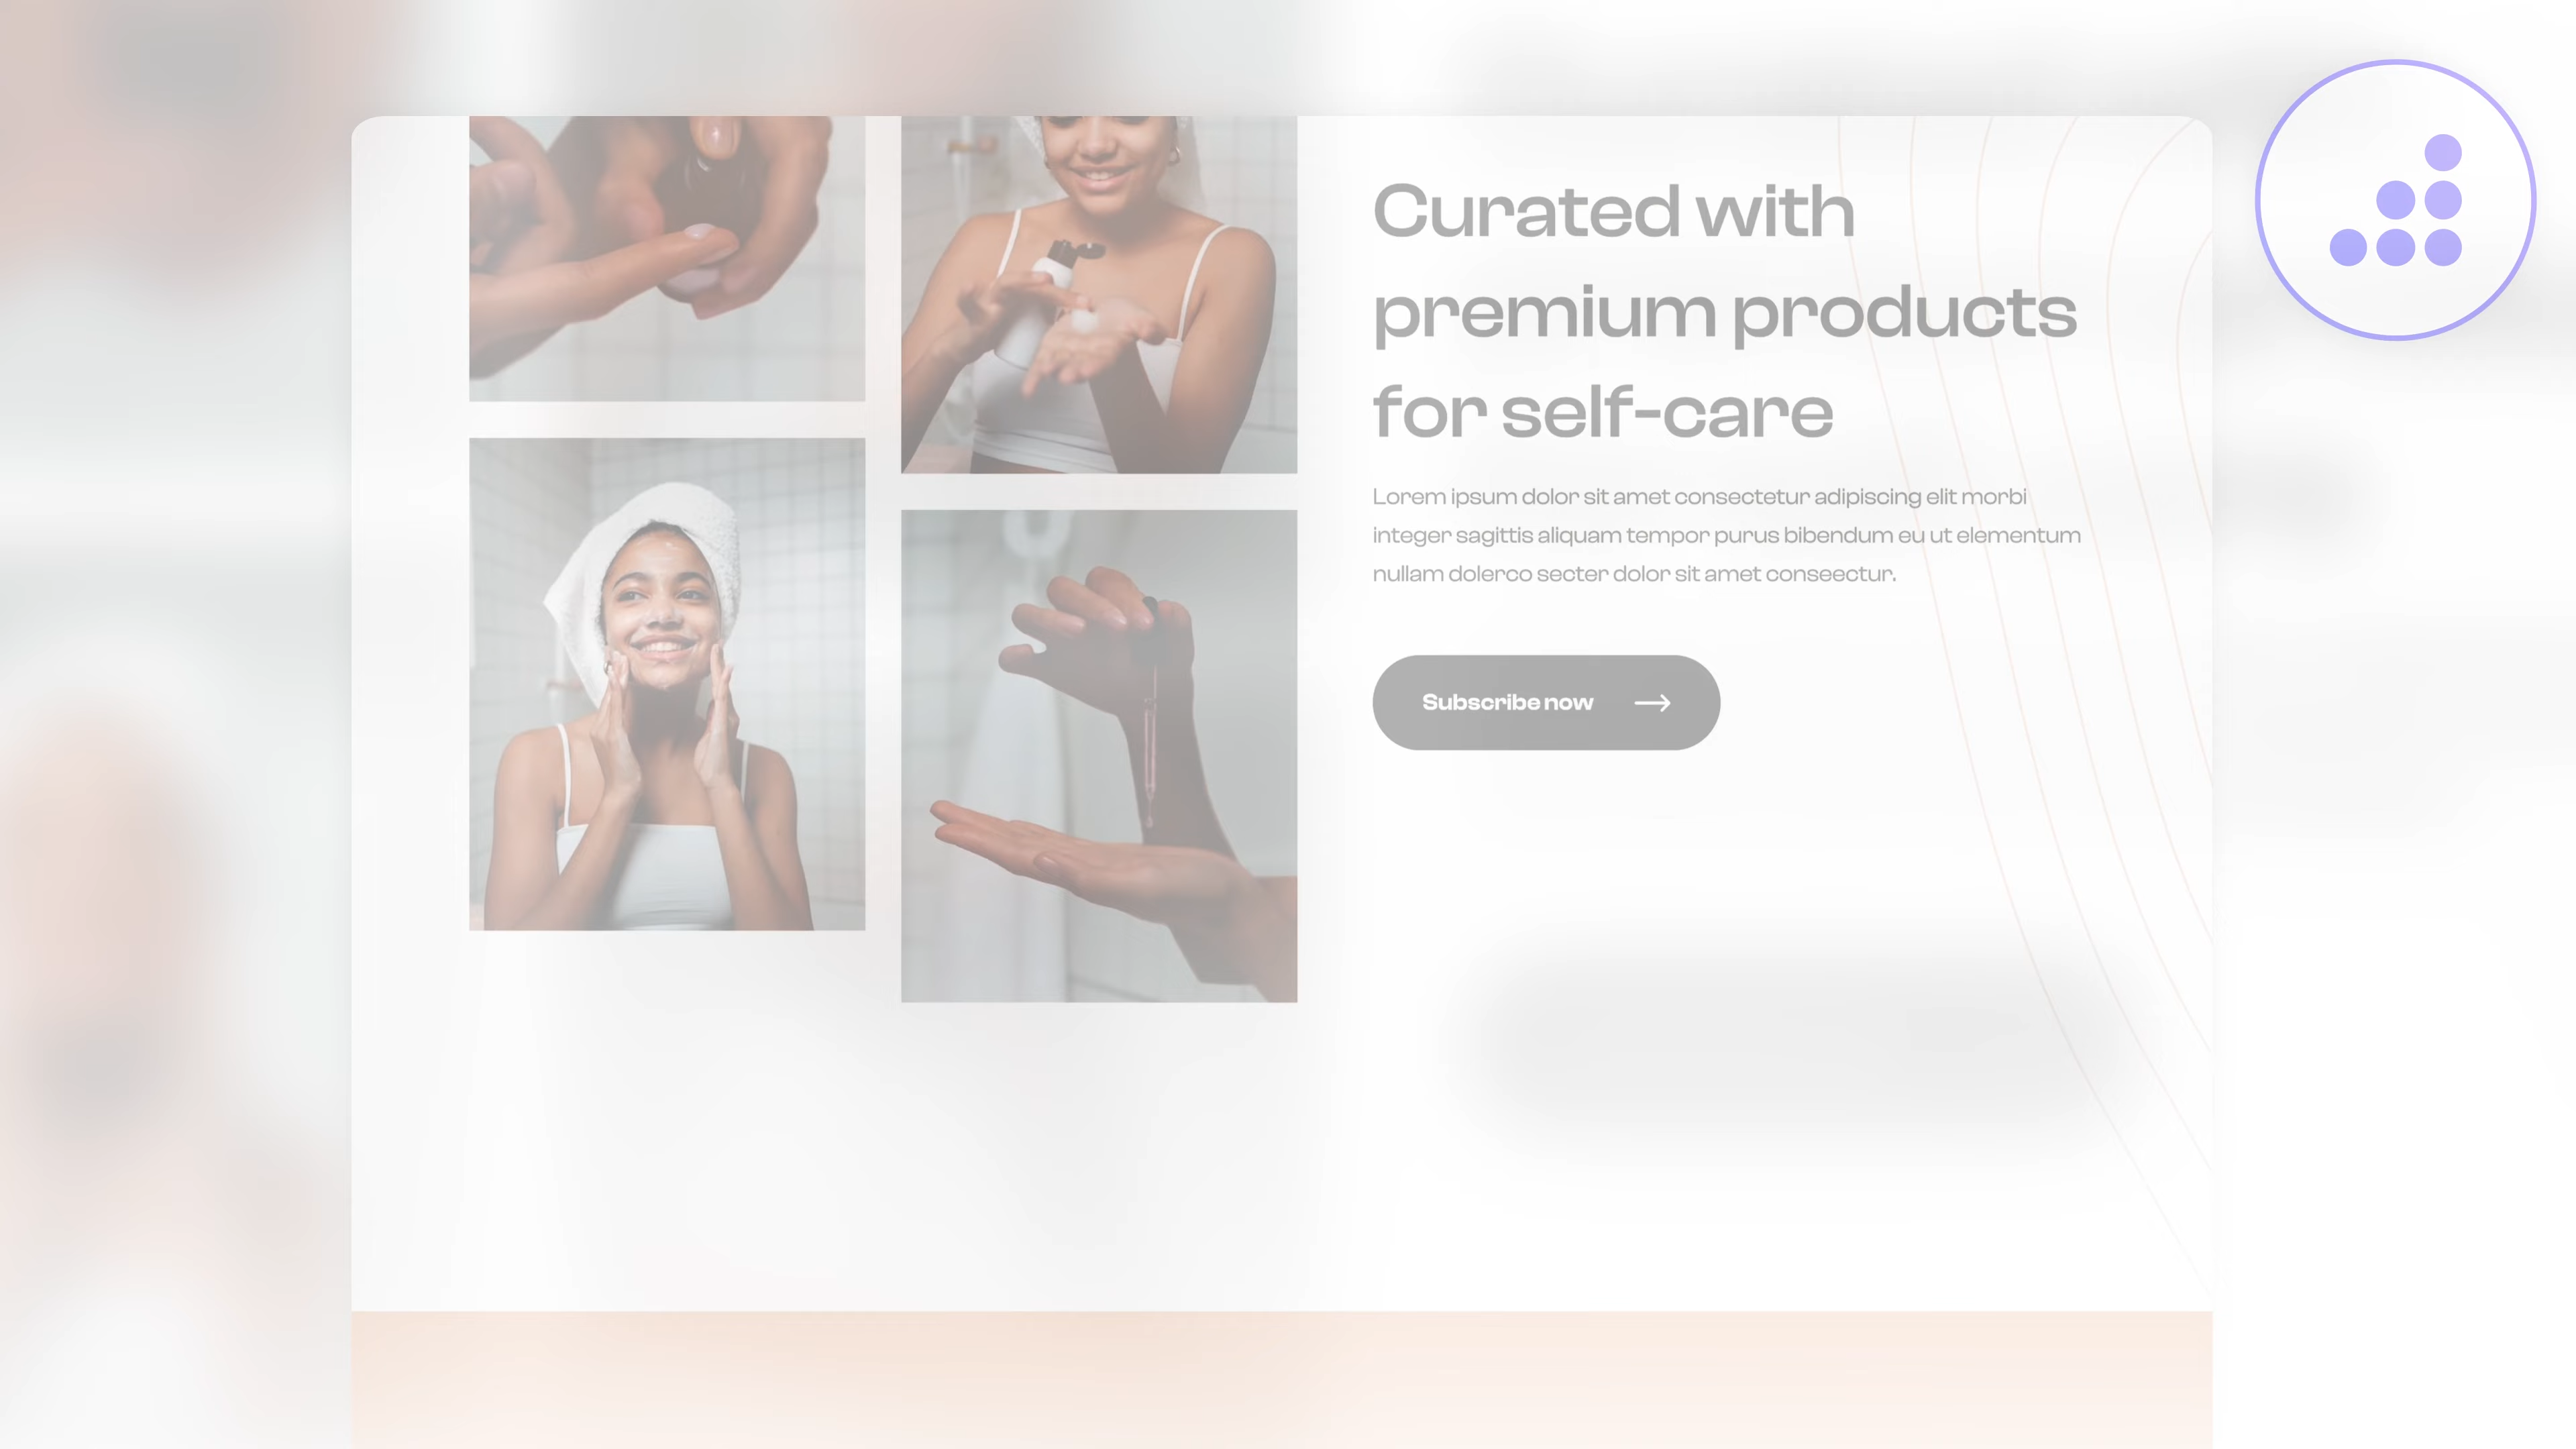 Curated with
premium products
for self-care
Lorem ipsum dolor sit amet consectetur adipiscing elit morbi
integer sagittis aliquam tempor purus bibendum eu ut elementum
nullam dolerco secter dolor sit amet conseectur.
Subscribe now